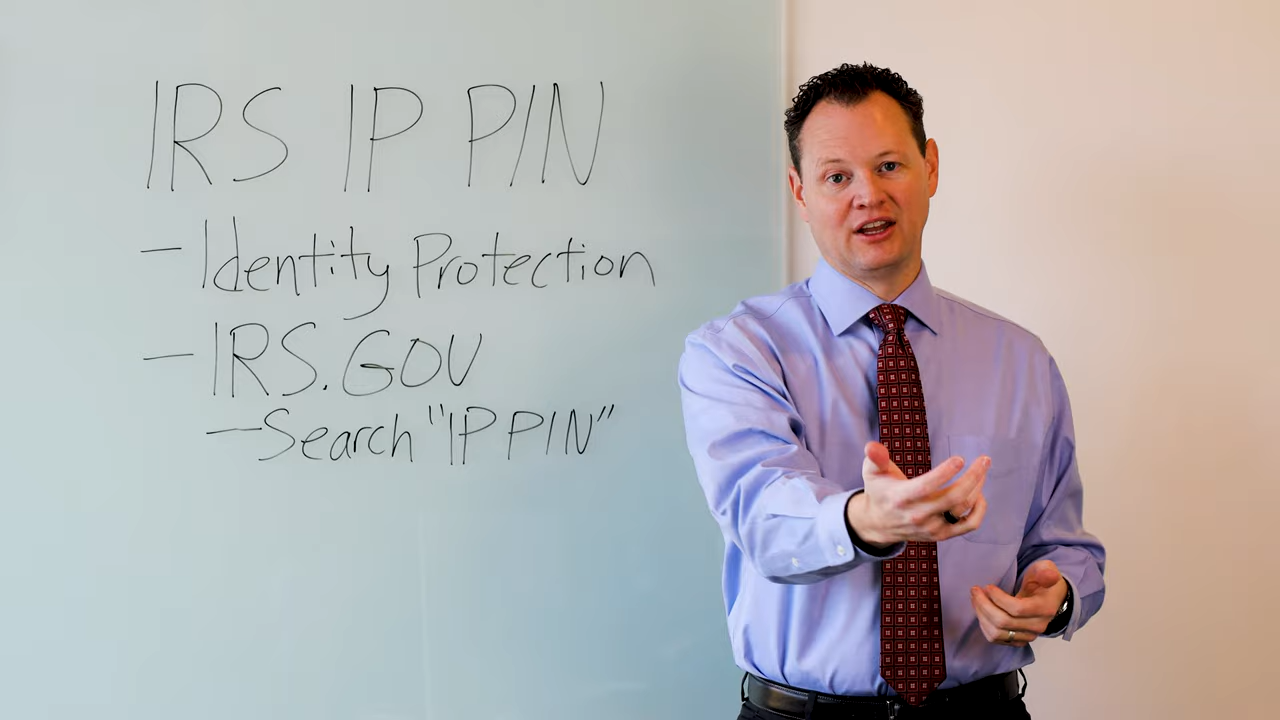 IRS IP PIN
- Identity Protection
- IRS.GOV
- Search "IP PIN"